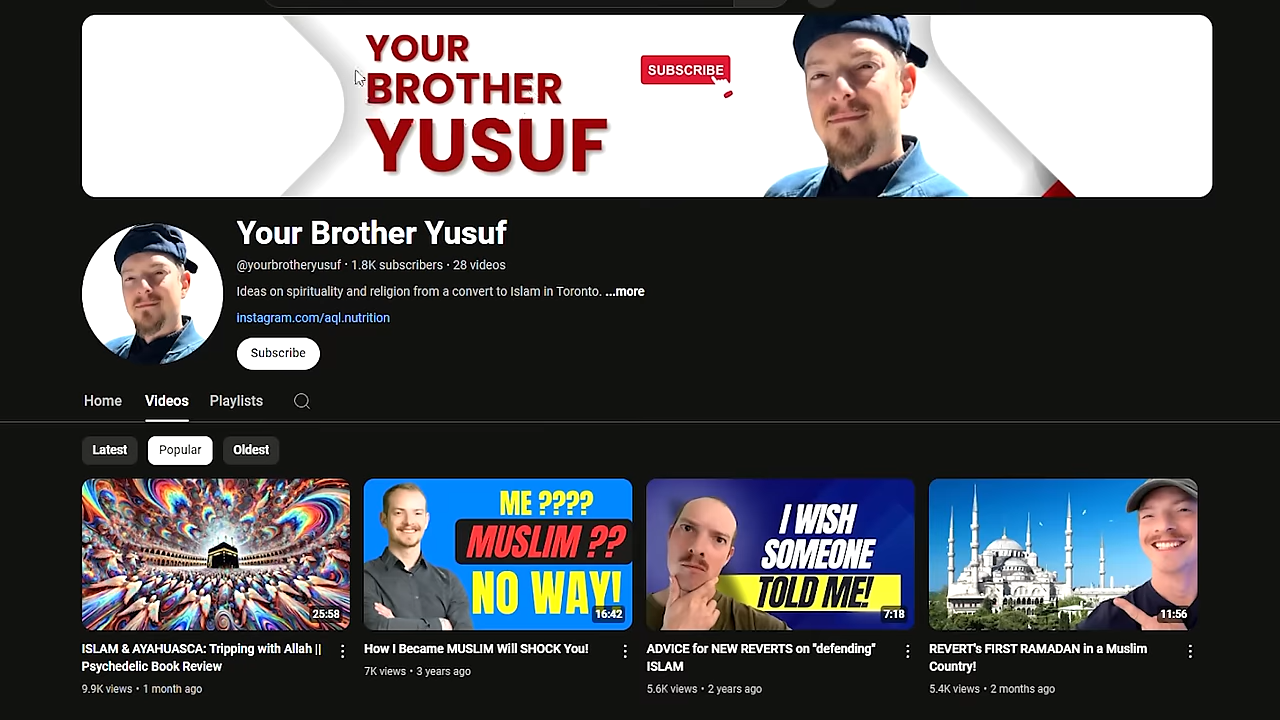 YOUR
BROTHER
YUSUF
SUBSCRIBE
Your Brother Yusuf
@yourbrotheryusuf · 1.8K subscribers · 28 videos
Ideas on spirituality and religion from a convert to Islam in Toronto. ...more
instagram.com/aql.nutrition
Subscribe
Home Videos Playlists
Latest Popular Oldest
25:58
ME ????
MUSLIM ??
NO WAY!
16:42
I WISH
SOMEONE
TOLD ME!
7:18
11:56
ISLAM & AYAHUASCA: Tripping with Allah ||
Psychedelic Book Review
9.9K views · 1 month ago
How I Became MUSLIM Will SHOCK You!
7K views · 3 years ago
ADVICE for NEW REVERTS on "defending"
ISLAM
5.6K views · 2 years ago
REVERT's FIRST RAMADAN in a Muslim
Country!
5.4K views · 2 months ago